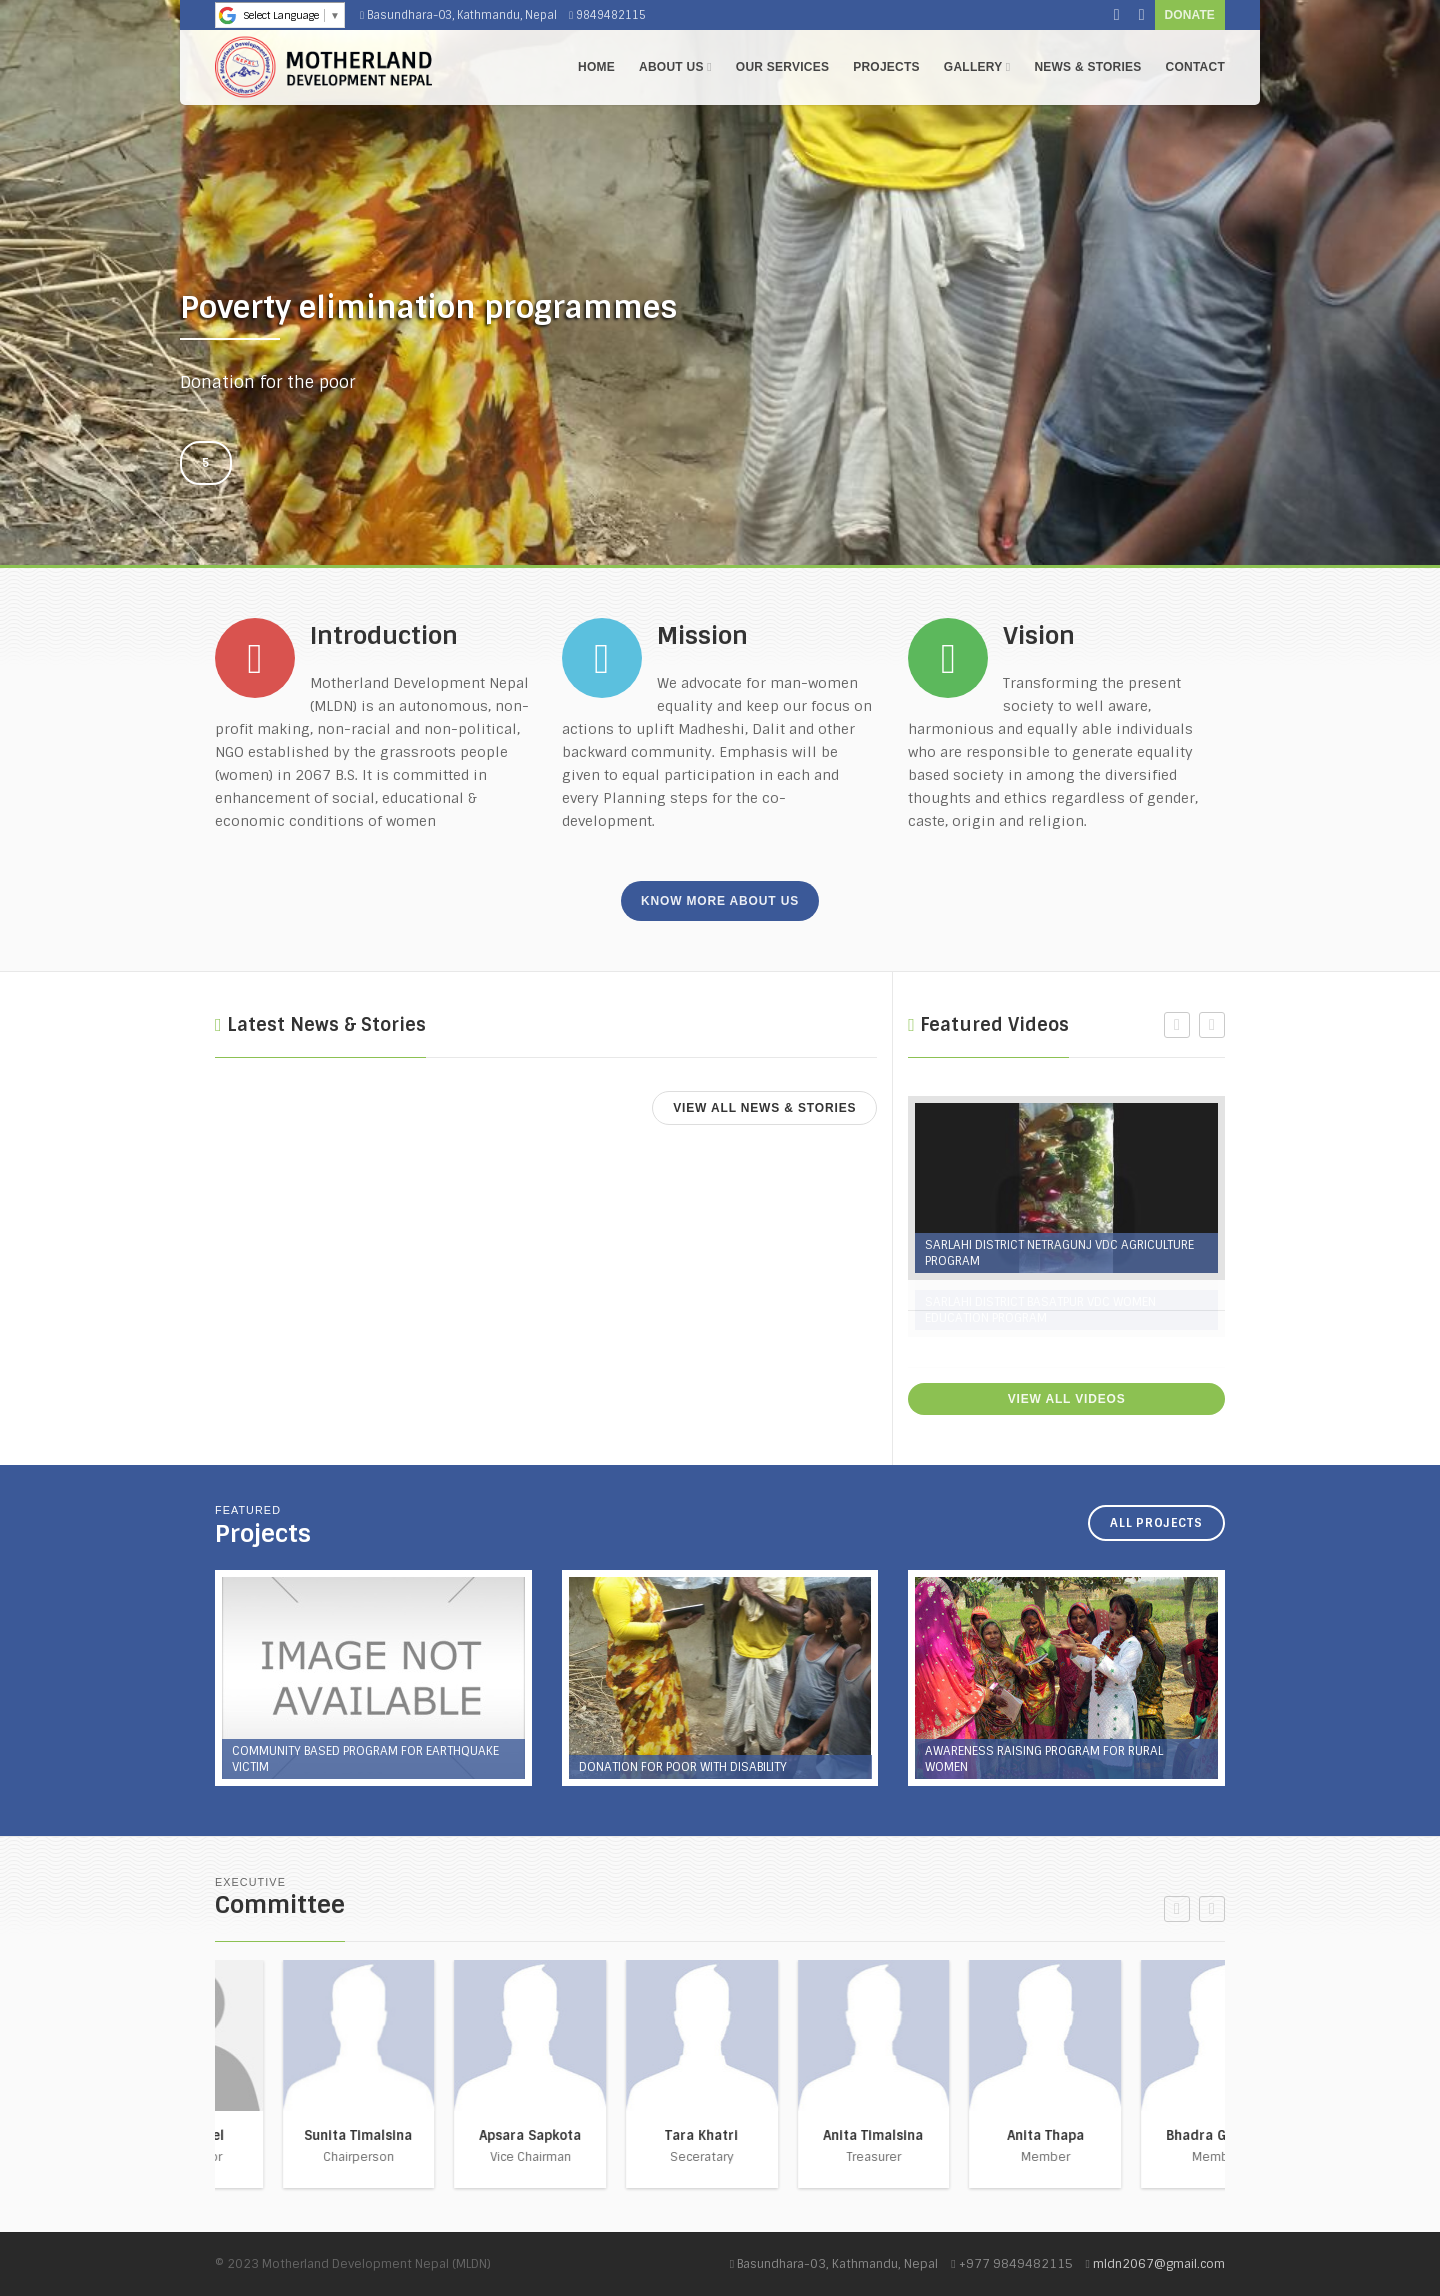 Select Language ▼ Basundhara-03, Kathmandu, Nepal 9849482115 DONATE
MOTHERLAND
DEVELOPMENT NEPAL
HOME ABOUT US OUR SERVICES PROJECTS GALLERY NEWS & STORIES CONTACT
Poverty elimination programmes
Donation for the poor
5
Introduction
Motherland Development Nepal
(MLDN) is an autonomous, non-
profit making, non-racial and non-political,
NGO established by the grassroots people
(women) in 2067 B.S. It is committed in
enhancement of social, educational &
economic conditions of women
Mission
We advocate for man-women
equality and keep our focus on
actions to uplift Madheshi, Dalit and other
backward community. Emphasis will be
given to equal participation in each and
every Planning steps for the co-
development.
Vision
Transforming the present
society to well aware,
harmonious and equally able individuals
who are responsible to generate equality
based society in among the diversified
thoughts and ethics regardless of gender,
caste, origin and religion.
KNOW MORE ABOUT US
Latest News & Stories
VIEW ALL NEWS & STORIES
Featured Videos
SARLAHI DISTRICT NETRAGUNJ VDC AGRICULTURE
PROGRAM
SARLAHI DISTRICT BASATPUR VDC WOMEN
EDUCATION PROGRAM
VIEW ALL VIDEOS
FEATURED
Projects
ALL PROJECTS
IMAGE NOT
AVAILABLE
COMMUNITY BASED PROGRAM FOR EARTHQUAKE
VICTIM
DONATION FOR POOR WITH DISABILITY
AWARENESS RAISING PROGRAM FOR RURAL
WOMEN
EXECUTIVE
Committee
Sunita Timalsina
Chairperson
Apsara Sapkota
Vice Chairman
Tara Khatri
Seceratary
Anita Timalsina
Treasurer
Anita Thapa
Member
Bhadra G
Memb
© 2023 Motherland Development Nepal (MLDN)
Basundhara-03, Kathmandu, Nepal +977 9849482115 mldn2067@gmail.com